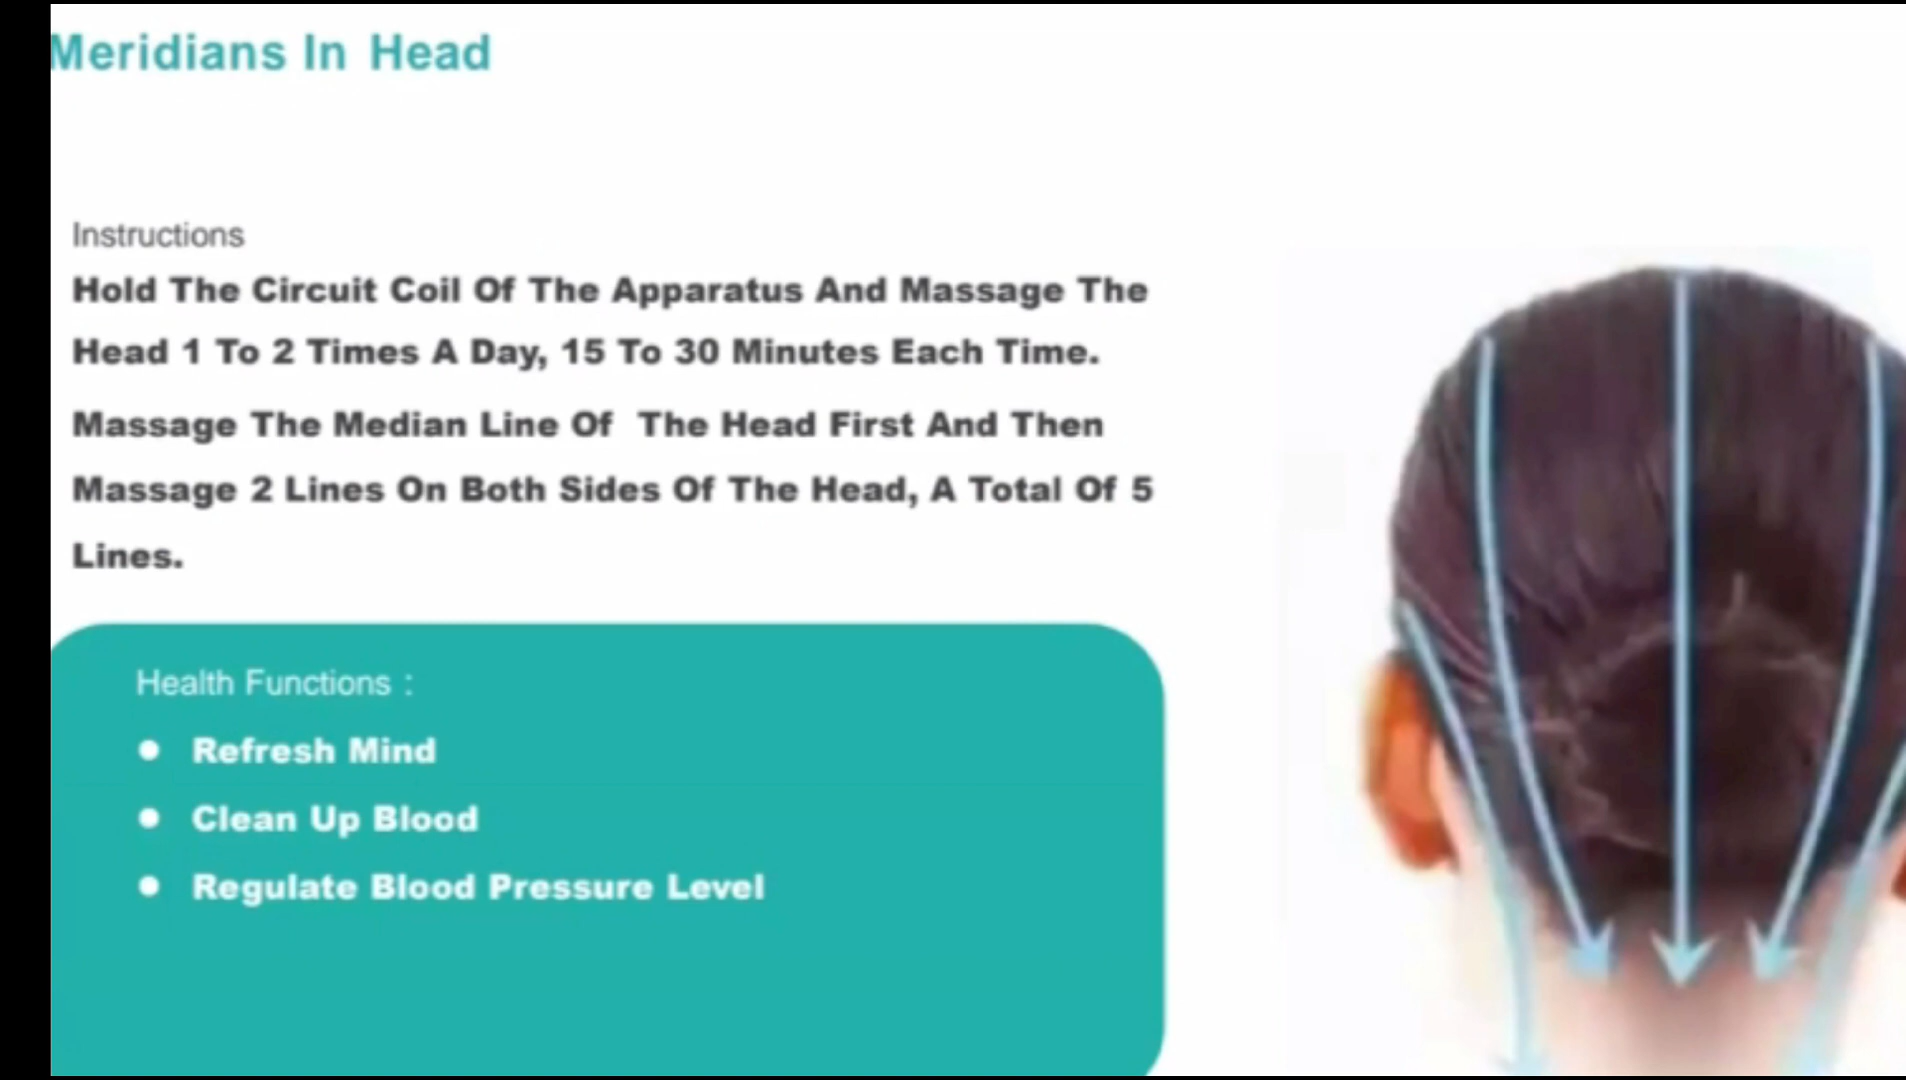 Meridians In Head
Instructions
Hold The Circuit Coil Of The Apparatus And Massage The
Head 1 To 2 Times A Day, 15 To 30 Minutes Each Time.
Massage The Median Line Of The Head First And Then
Massage 2 Lines On Both Sides Of The Head, A Total Of 5
Lines.
Health Functions :
● Refresh Mind
● Clean Up Blood
● Regulate Blood Pressure Level